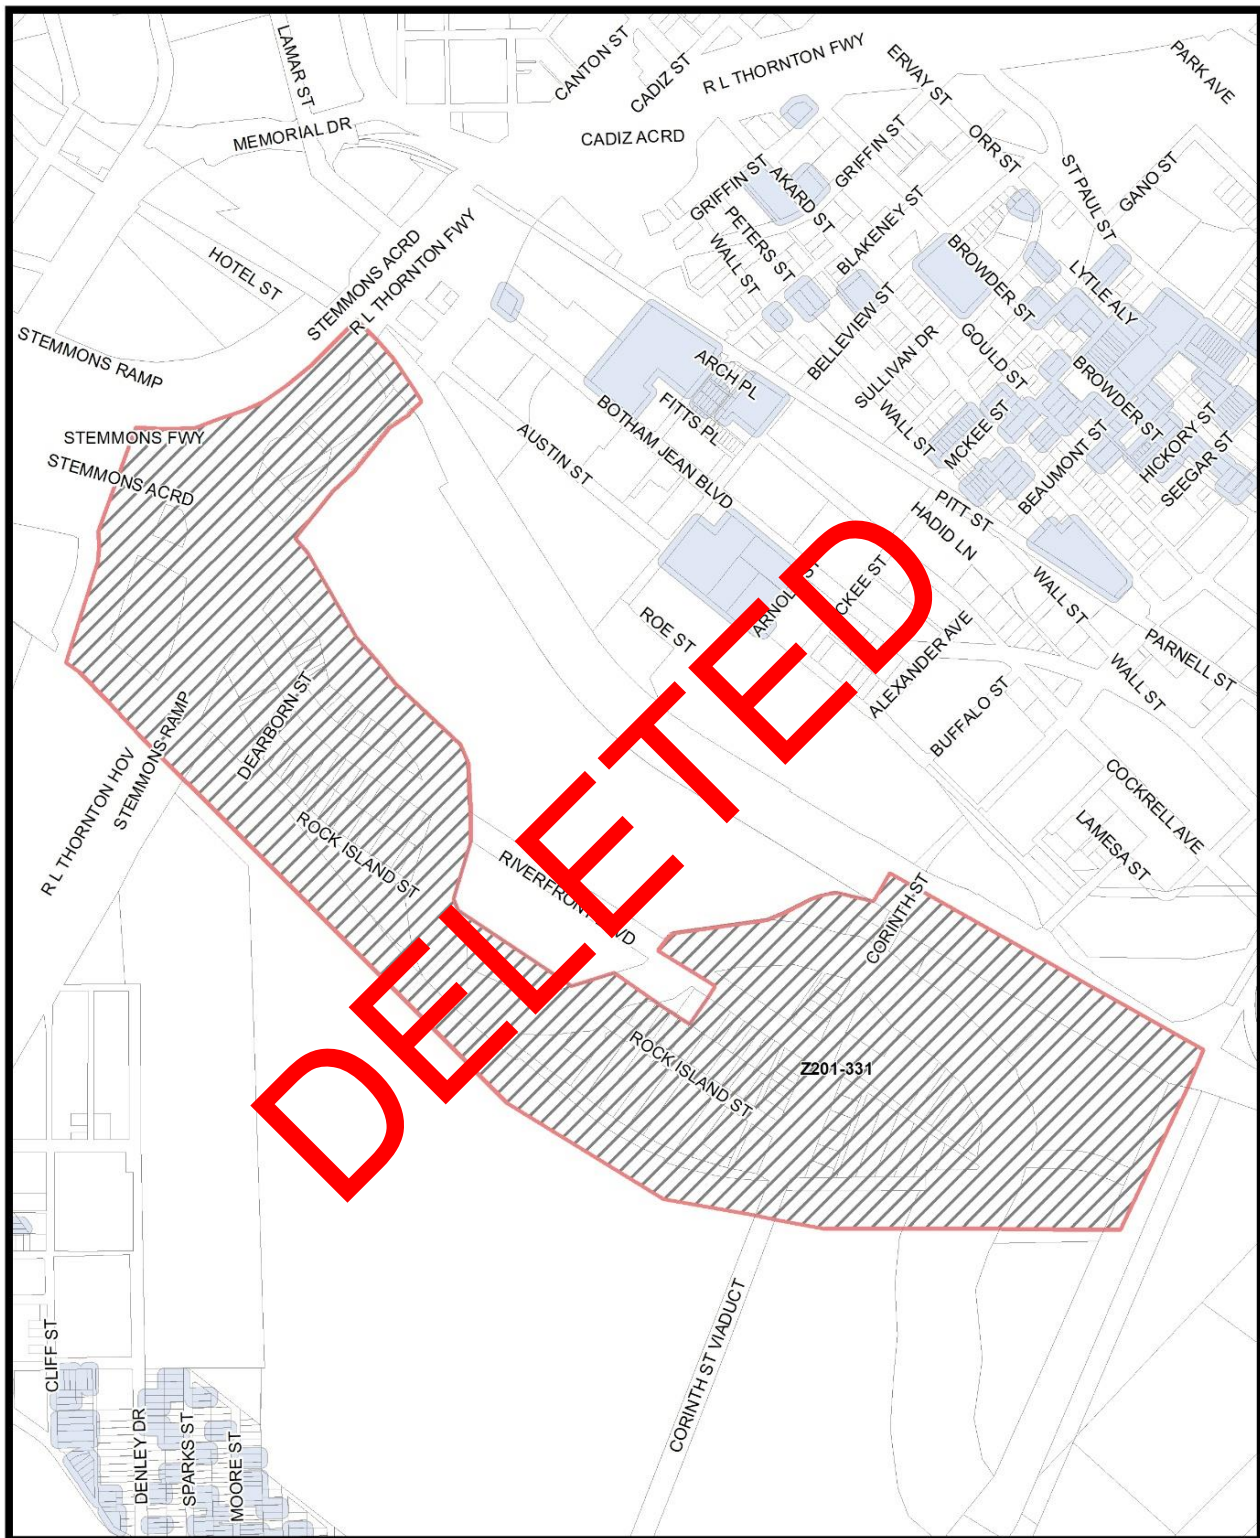 LAMAR ST
CANTON ST
CADIZ ST
R L THORNTON FWY
ERVAY ST
PARK AVE
MEMORIAL DR
CADIZ ACRD
GRIFFIN ST
ORR ST
ST PAUL ST
GANO ST
GRIFFIN ST
AKARD ST
PETERS ST
WALL ST
BLAKENEY ST
HOTEL ST
STEMMONS ACRD
R L THORNTON FWY
BROWDER ST
LYTLE ALY
BELLEVIEW ST
SULLIVAN DR
GOULD ST
STEMMONS RAMP
ARCH PL
FITTS PL
BROWDER ST
WALL ST
MCKEE ST
HICKORY ST
SEEGAR ST
STEMMONS FWY
STEMMONS ACRD
BOTHAM JEAN BLVD
AUSTIN ST
BEAUMONT ST
PITT ST
HADID LN
WALL ST
ROE ST
ALEXANDER AVE
PARNELL ST
WALL ST
DEARBORN ST
STEMMONS RAMP
R L THORNTON HOV
BUFFALO ST
COCKRELL AVE
LAMESA ST
ROCK ISLAND ST
CORINTH ST
DELETED
ROCK ISLAND ST
Z201-331
CORINTH ST VIADUCT
CLIFF ST
DENLEY DR
SPARKS ST
MOORE ST